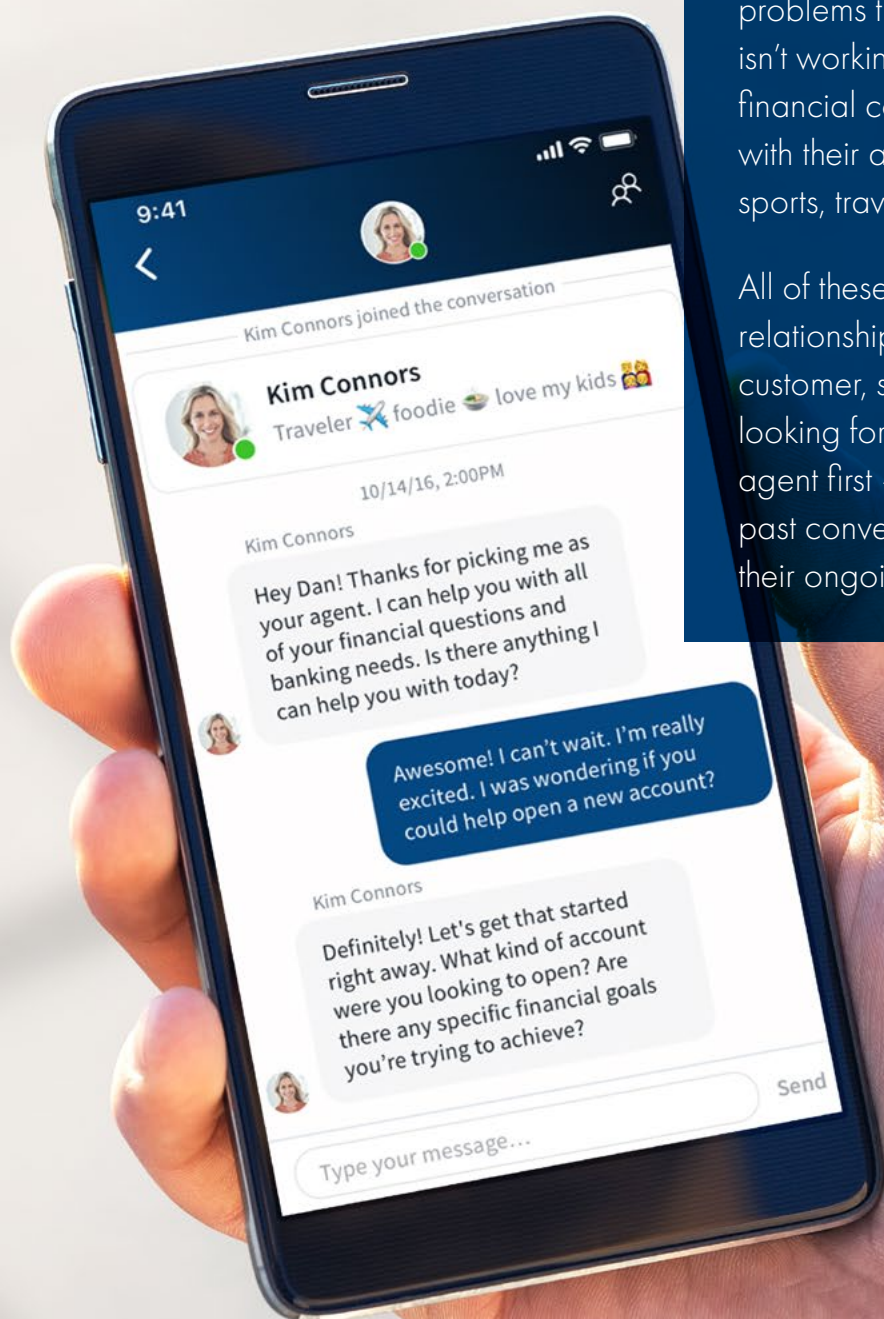 problems t
isn't workin
financial c
with their a
sports, trav
All of these
relationship
customer, s
looking for
agent first
past conve
their ongoi
9:41
Kim Connors joined the conversation
Kim Connors
Traveler ✈️ foodie 🍲 love my kids 👨‍👩‍👧‍👦
10/14/16, 2:00PM
Kim Connors
Hey Dan! Thanks for picking me as
your agent. I can help you with all
of your financial questions and
banking needs. Is there anything I
can help you with today?
Awesome! I can't wait. I'm really
excited. I was wondering if you
could help open a new account?
Kim Connors
Definitely! Let's get that started
right away. What kind of account
were you looking to open? Are
there any specific financial goals
you're trying to achieve?
Type your message...
Send